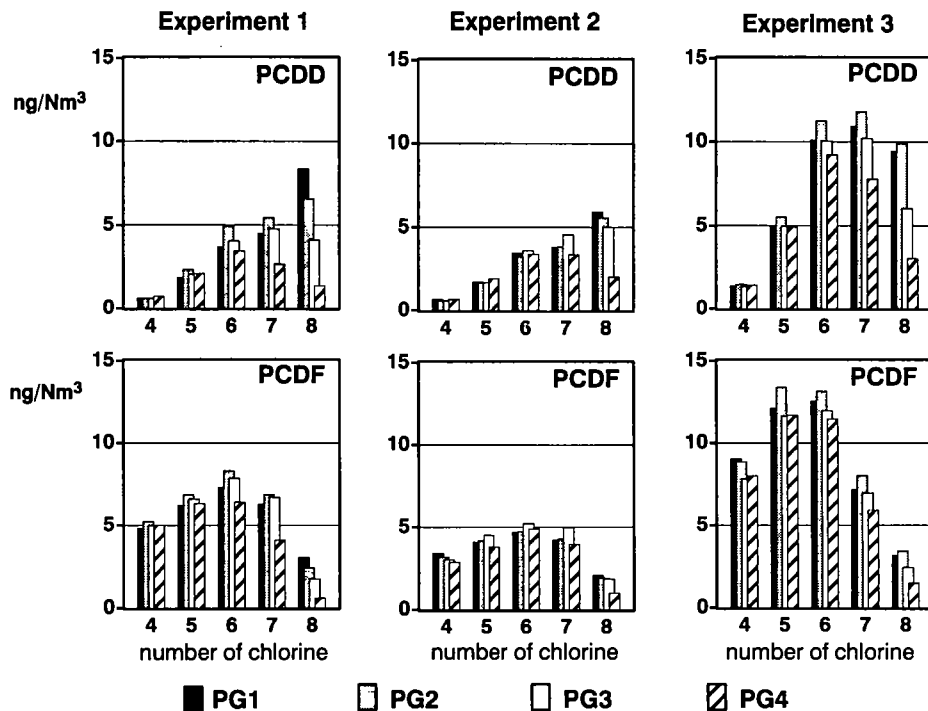 Experiment 1 Experiment 2 Experiment 3
15 15 15
PCDD PCDD PCDD
ng/Nm³
10 10 10
5 5 5
0 0 0
4 5 6 7 8 4 5 6 7 8 4 5 6 7 8
15 15 15
PCDF PCDF PCDF
ng/Nm³
10 10 10
5 5 5
0 0 0
4 5 6 7 8 4 5 6 7 8 4 5 6 7 8
number of chlorine number of chlorine number of chlorine
PG1 PG2 PG3 PG4